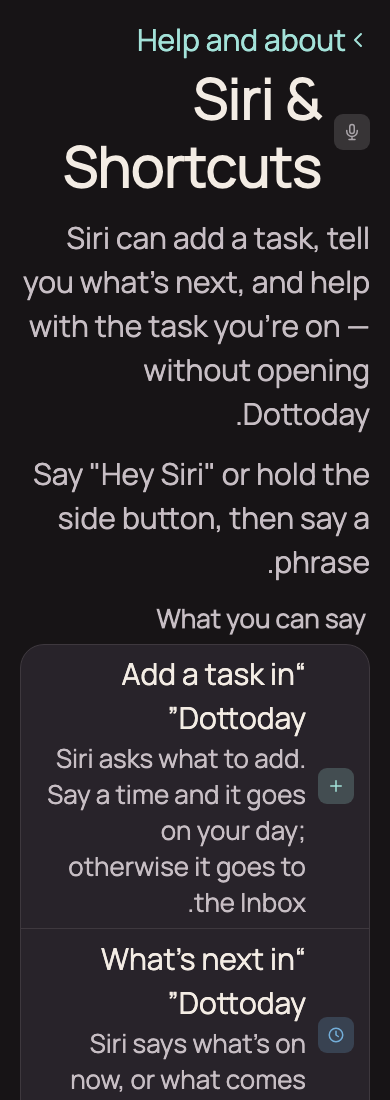 Help and about
Siri &
Shortcuts
Siri can add a task, tell
you what's next, and help
with the task you're on —
without opening
.Dottoday
Say "Hey Siri" or hold the
side button, then say a
.phrase
What you can say
Add a task in“
”Dottoday
Siri asks what to add.
Say a time and it goes
on your day;
otherwise it goes to
.the Inbox
What's next in“
”Dottoday
Siri says what's on
now, or what comes